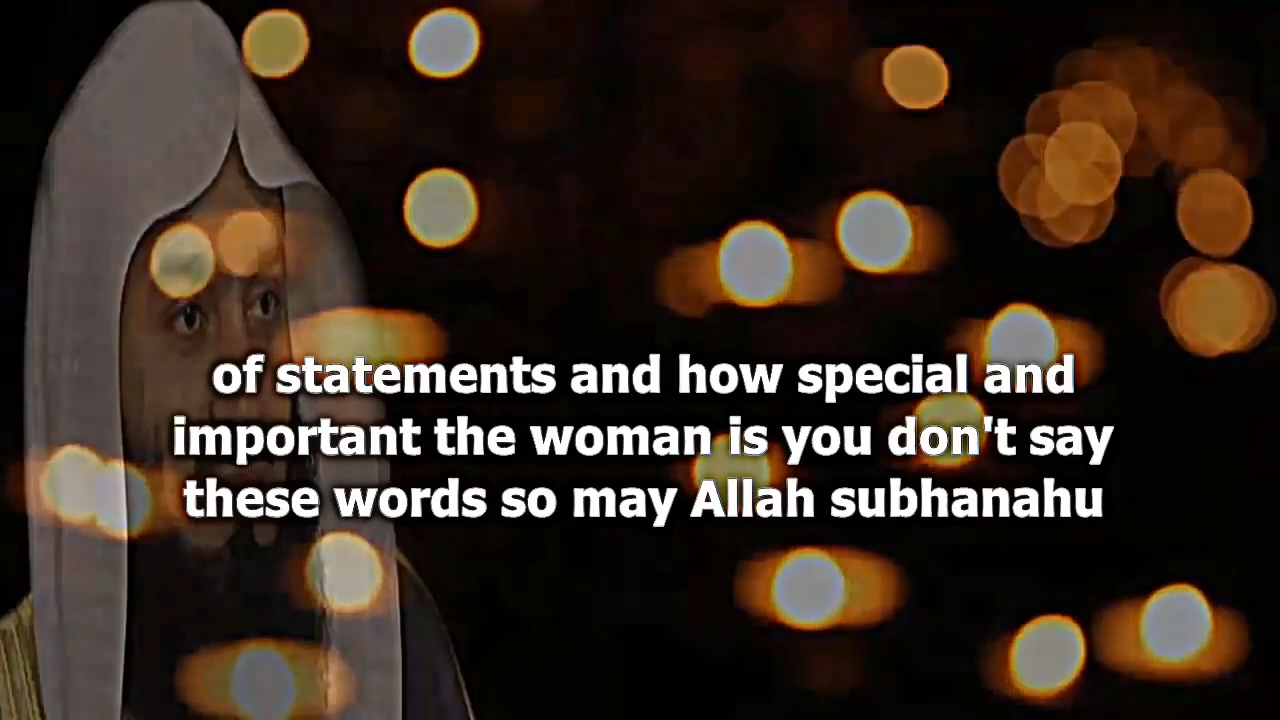 of statements and how special and
important the woman is you don't say
these words so may Allah subhanahu